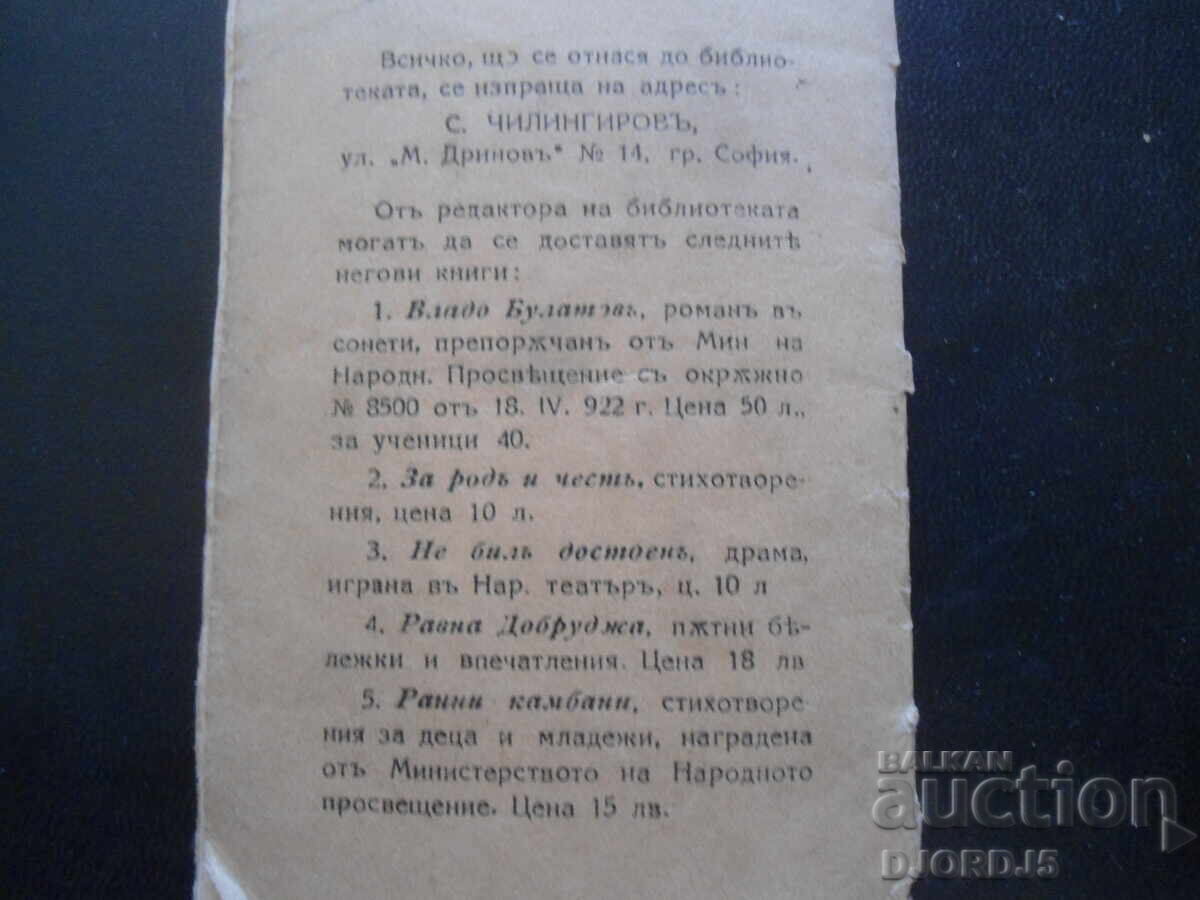 Всичко, що се отнася до библио-
теката, се изпраща на адресъ:
С. ЧИЛИНГИРОВЪ,
ул. „М. Дриновъ“ № 14, гр. София.
Отъ редактора на библиотеката
могатъ да се доставятъ следнитѣ
негови книги:
1. Владо Булатовъ, романъ въ
сонети, препорѫчанъ отъ Мин на
Народн. Просвѣщение съ окрѫжно
№ 8500 отъ 18. IV. 922 г. Цена 50 л.,
за ученици 40.
2. За родъ и честь, стихотворе-
ния, цена 10 л.
3. Не билъ достоенъ, драма,
играна въ Нар. театъръ, ц. 10 л
4. Равна Добруджа, пѫтни бѣ-
лежки и впечатления. Цена 18 лв
5. Ранни камбани, стихотворе
ния за деца и младежи, наградена
отъ Министерството на Народното
просвещение. Цена 15 лв.
BALKAN
auction
DJORDJ5